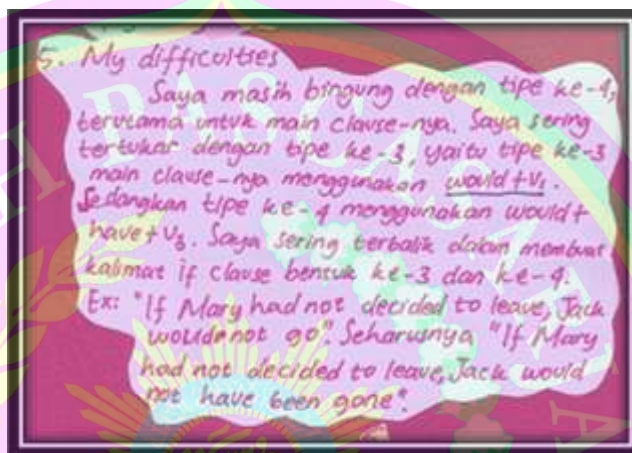 5. My difficulties
Saya masih bingung dengan tipe ke-4,
terutama untuk main clause-nya. Saya sering
tertukar dengan tipe ke-3, yaitu tipe ke-3
main clause-nya menggunakan would+V1.
Sedangkan tipe ke-4 menggunakan would+
have+V3. Saya sering terbalik dalam membuat
kalimat if clause bentuk ke-3 dan ke-4.
Ex: "If Mary had not decided to leave, Jack
would not go". Seharusnya "If Mary
had not decided to leave, Jack would
not have been gone".